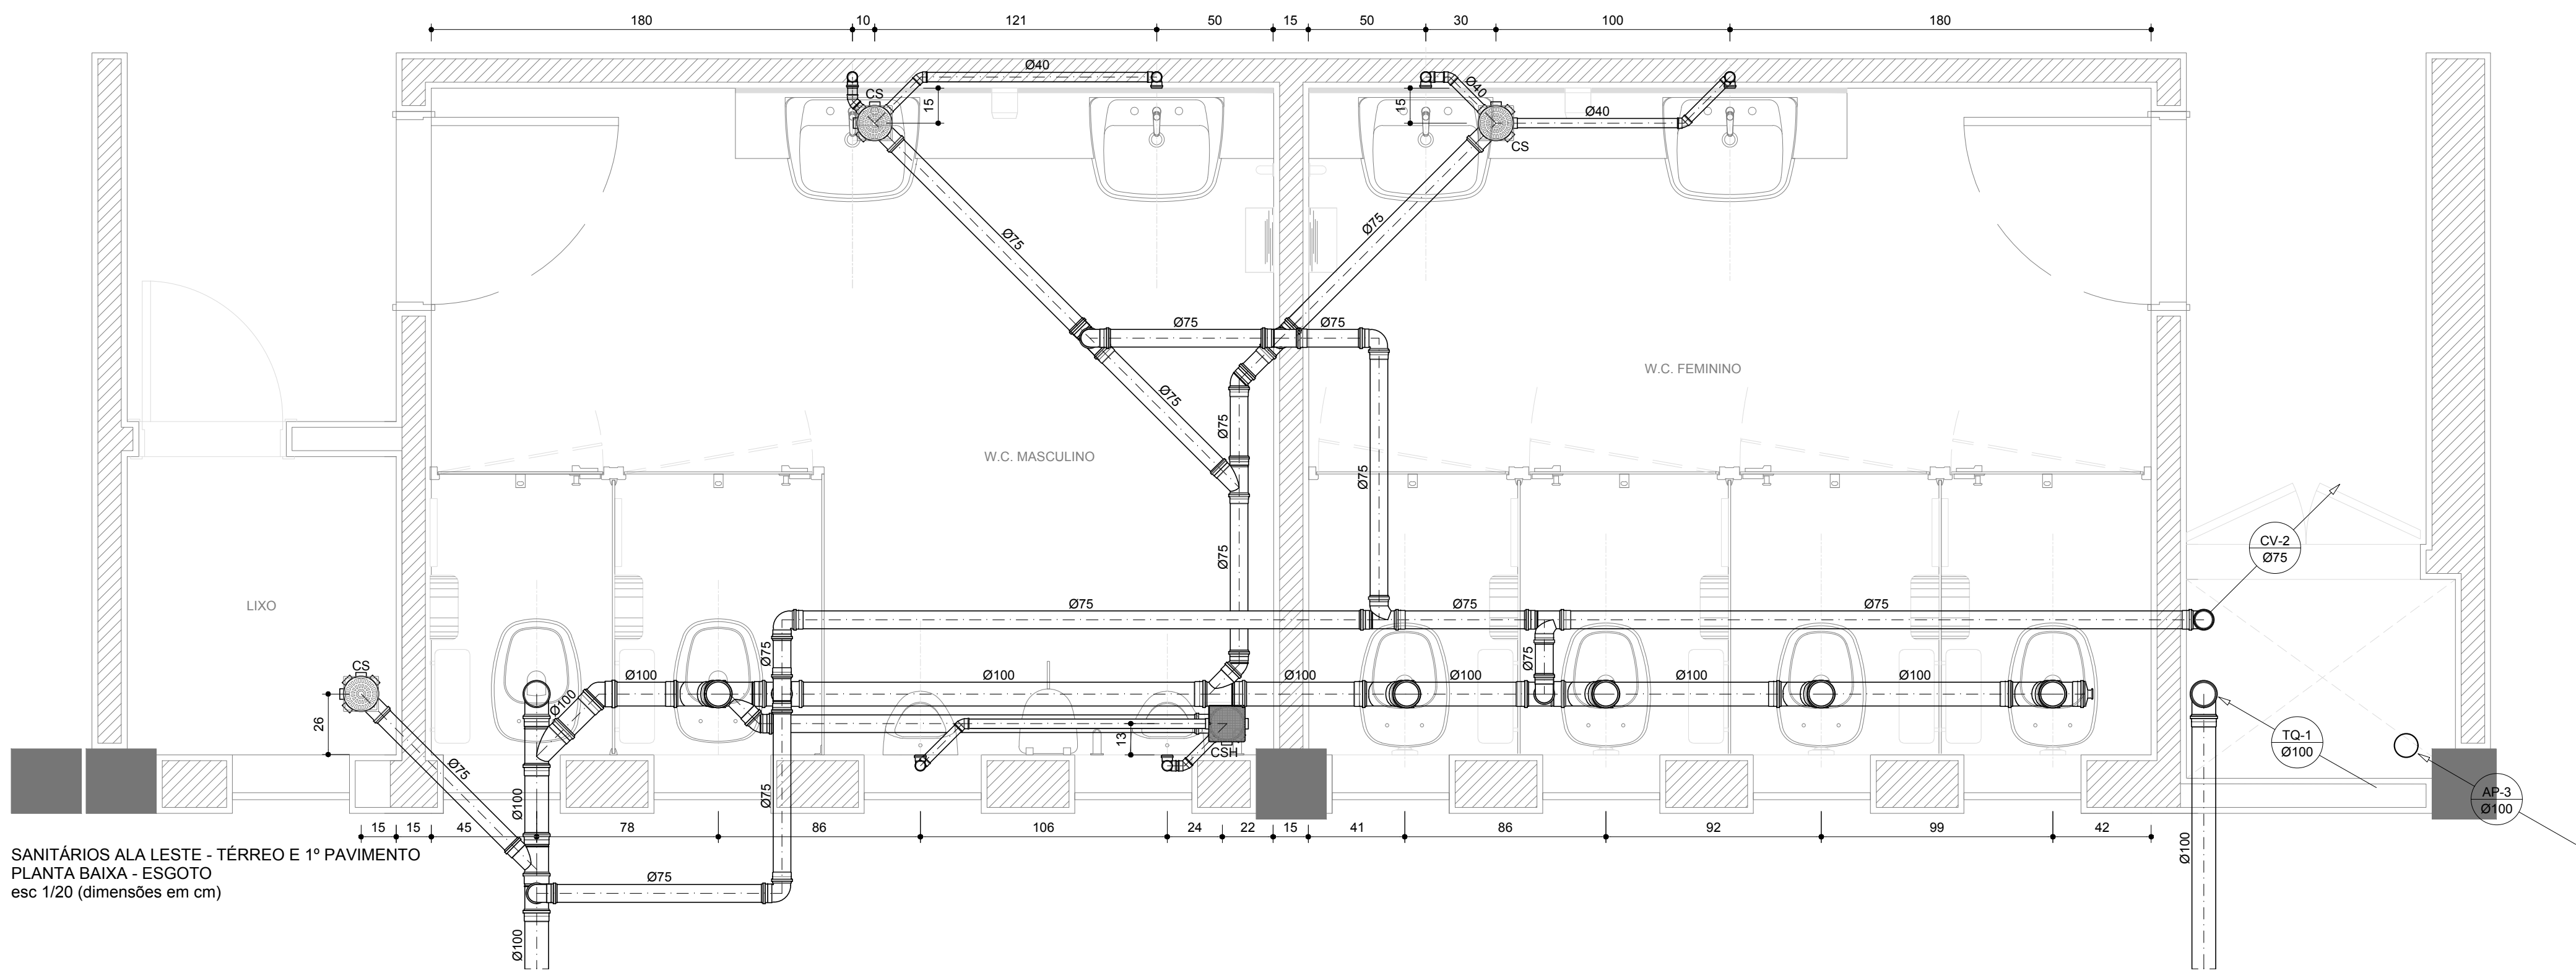 180
10
121
50
15
50
30
100
180
Ø40
CS
15
15
Ø40
Ø40
CS
Ø75
Ø75
Ø75
Ø75
Ø75
Ø75
Ø75
Ø75
W.C. FEMININO
W.C. MASCULINO
CV-2
Ø75
LIXO
Ø75
Ø75
Ø75
Ø75
Ø75
CS
Ø100
Ø100
Ø100
Ø100
Ø100
Ø100
Ø100
26
13
CSH
TQ-1
Ø100
Ø75
Ø100
Ø75
AP-3
Ø100
15
15
45
78
86
106
24
22
15
41
86
92
99
42
Ø100
SANITÁRIOS ALA LESTE - TÉRREO E 1º PAVIMENTO
PLANTA BAIXA - ESGOTO
esc 1/20 (dimensões em cm)
Ø75
Ø100